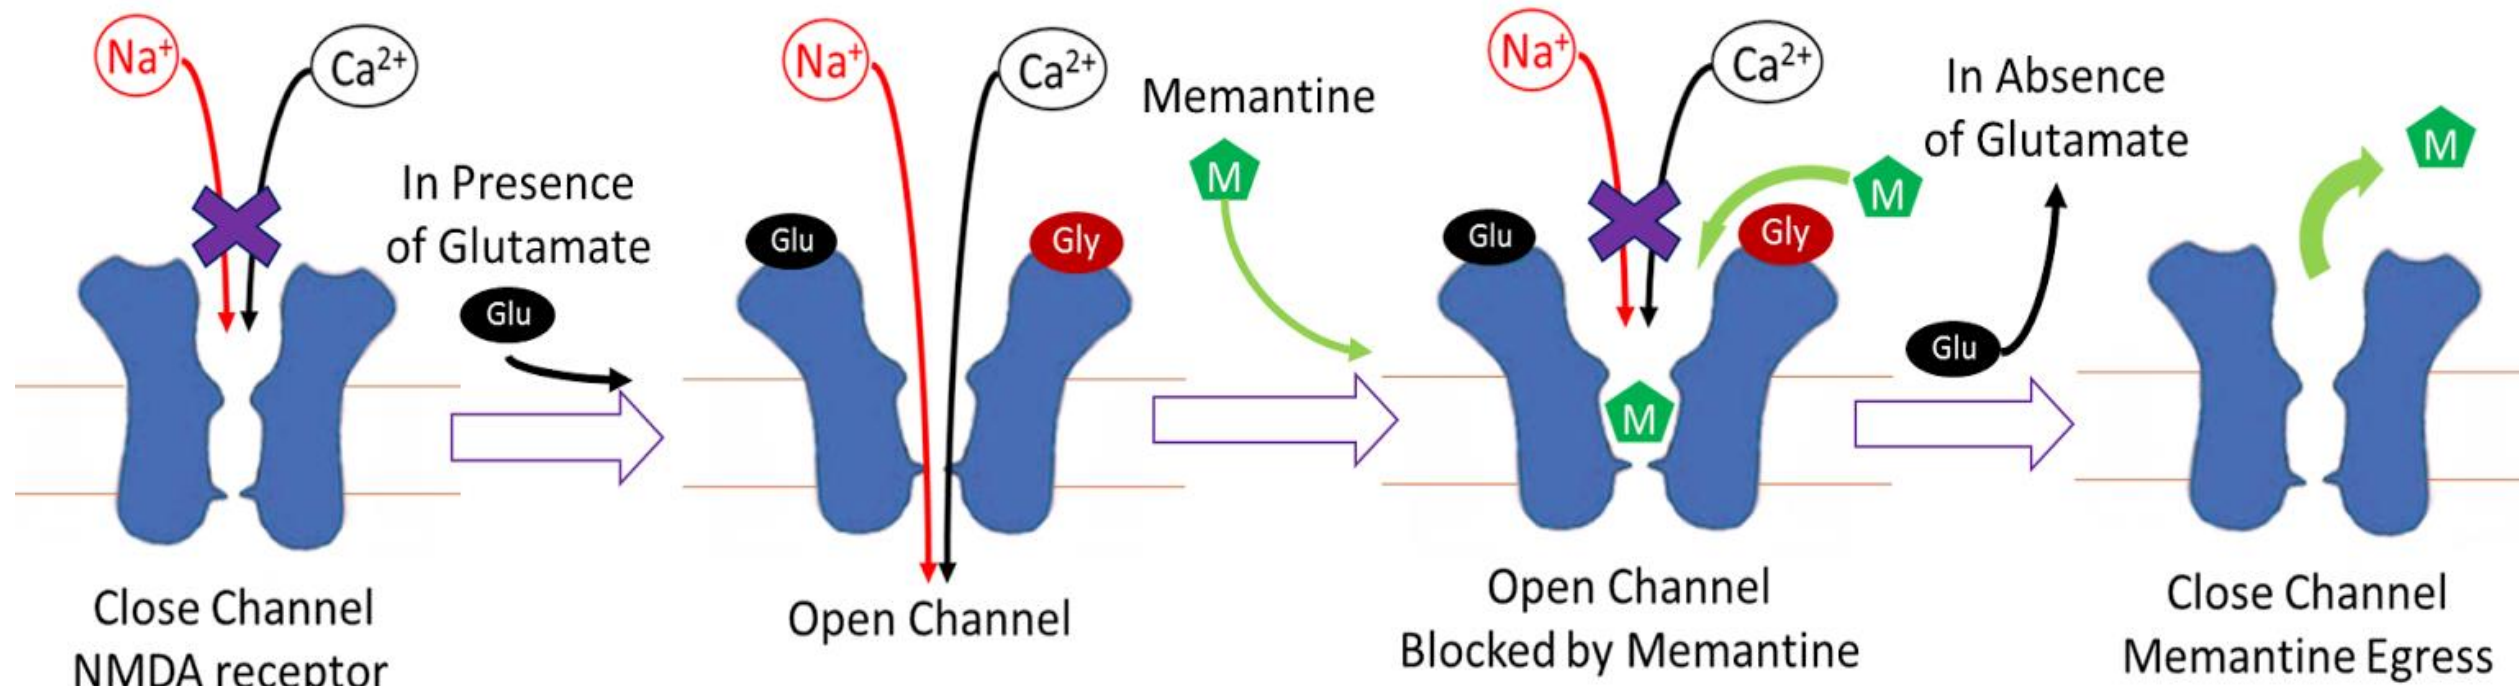 Na⁺
Ca²⁺
In Presence
of Glutamate
Glu
Close Channel
NMDA receptor
Na⁺
Ca²⁺
Glu
Gly
Open Channel
Memantine
M
Na⁺
Ca²⁺
M
Glu
Gly
M
Open Channel
Blocked by Memantine
In Absence
of Glutamate
Glu
M
Close Channel
Memantine Egress